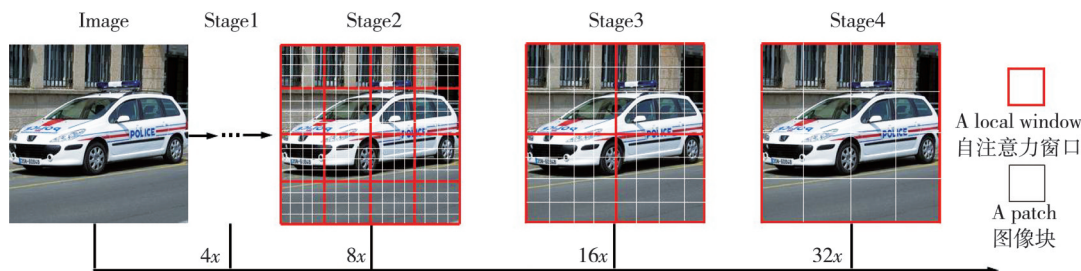 Image Stage1 Stage2 Stage3 Stage4
POLICE POLICE POLICE POLICE
A local window
自注意力窗口
A patch
图像块
4x 8x 16x 32x